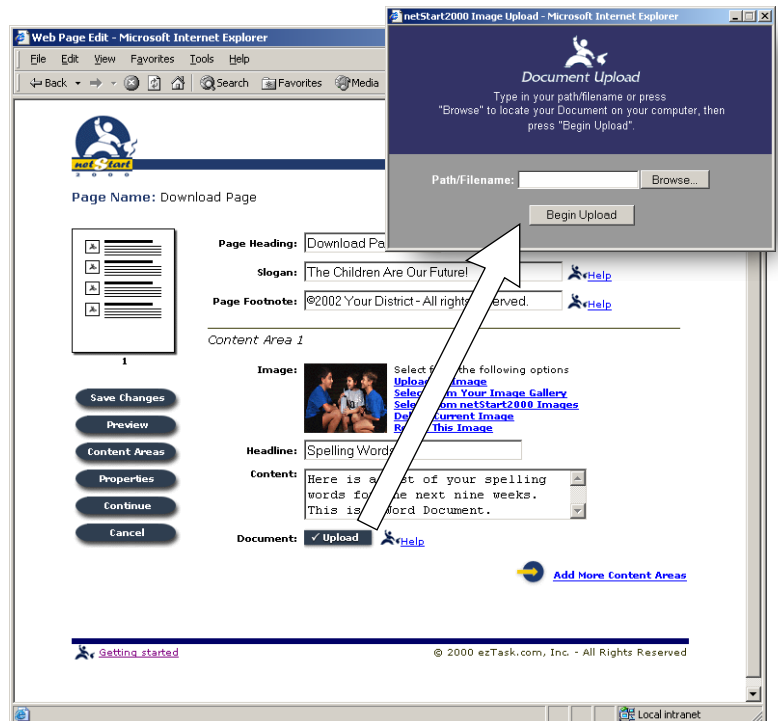 netStart2000 Image Upload - Microsoft Internet Explorer
Document Upload
Type in your path/filename or press
"Browse" to locate your Document on your computer, then
press "Begin Upload".
Path/Filename:
Browse...
Begin Upload
Web Page Edit - Microsoft Internet Explorer
File Edit View Favorites Tools Help
Back Search Favorites Media
netStart
2 0 0 0
Page Name: Download Page
1
Save Changes
Preview
Content Areas
Properties
Continue
Cancel
Page Heading: Download Pa
Slogan: The Children Are Our Future! Help
Page Footnote: ©2002 Your District - All rights reserved. Help
Content Area 1
Image:
Select the following options
Upload Image
Select Your Image Gallery
Select from netStart2000 Images
Current Image
This Image
Headline: Spelling Words
Content: Here is a of your spelling
words for the next nine weeks.
This is Word Document.
Document: ✓ Upload Help
Add More Content Areas
Getting started
© 2000 ezTask.com, Inc. - All Rights Reserved
Local intranet